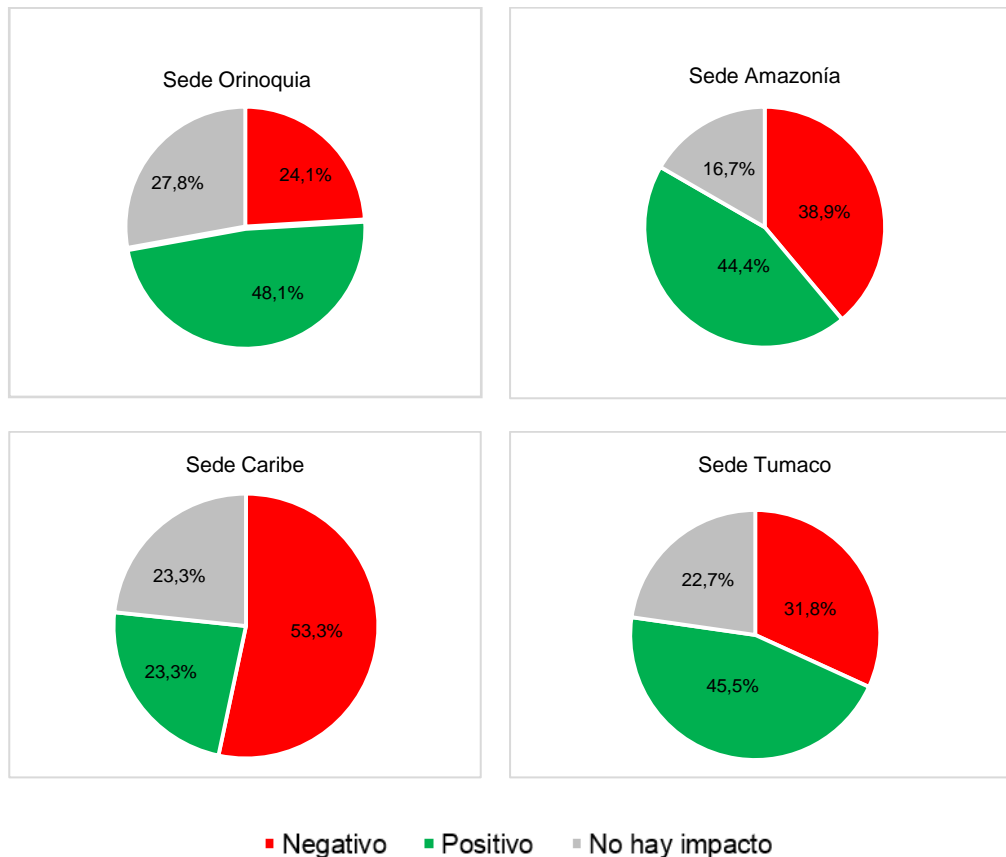 Sede Orinoquia
24,1%
48,1%
27,8%
Sede Amazonía
38,9%
44,4%
16,7%
Sede Caribe
53,3%
23,3%
23,3%
Sede Tumaco
31,8%
45,5%
22,7%
Negativo Positivo No hay impacto